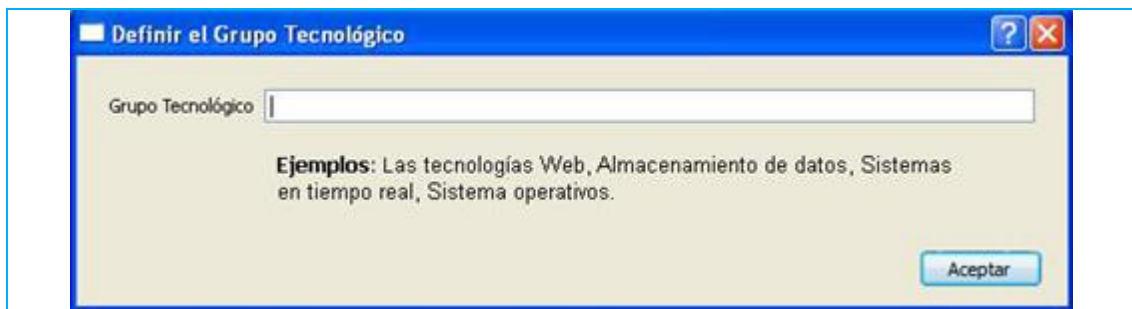 Definir el Grupo Tecnológico
Grupo Tecnológico
Ejemplos: Las tecnologías Web, Almacenamiento de datos, Sistemas
en tiempo real, Sistema operativos.
Aceptar